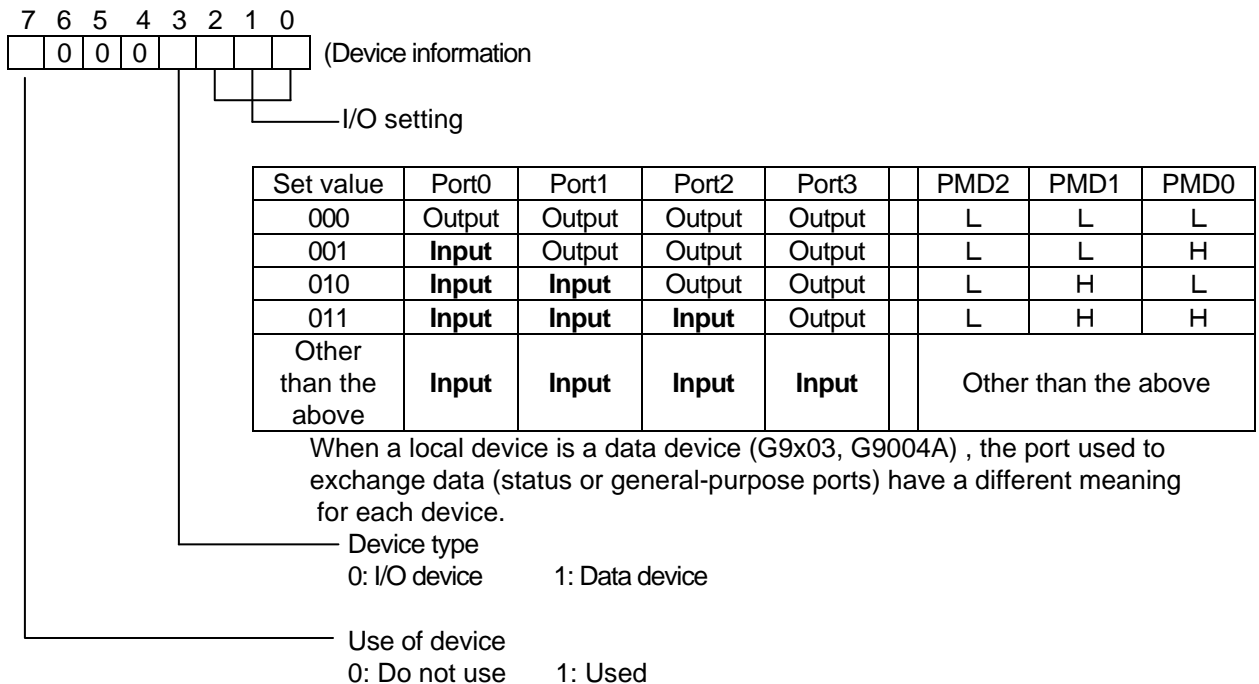 7 6 5 4 3 2 1 0
0 0 0 (Device information
I/O setting
Set value Port0 Port1 Port2 Port3 PMD2 PMD1 PMD0
000 Output Output Output Output L L L
001 Input Output Output Output L L H
010 Input Input Output Output L H L
011 Input Input Input Output L H H
Other
than the
above
Input Input Input Input Other than the above
When a local device is a data device (G9x03, G9004A) , the port used to
exchange data (status or general-purpose ports) have a different meaning
for each device.
Device type
0: I/O device 1: Data device
Use of device
0: Do not use 1: Used